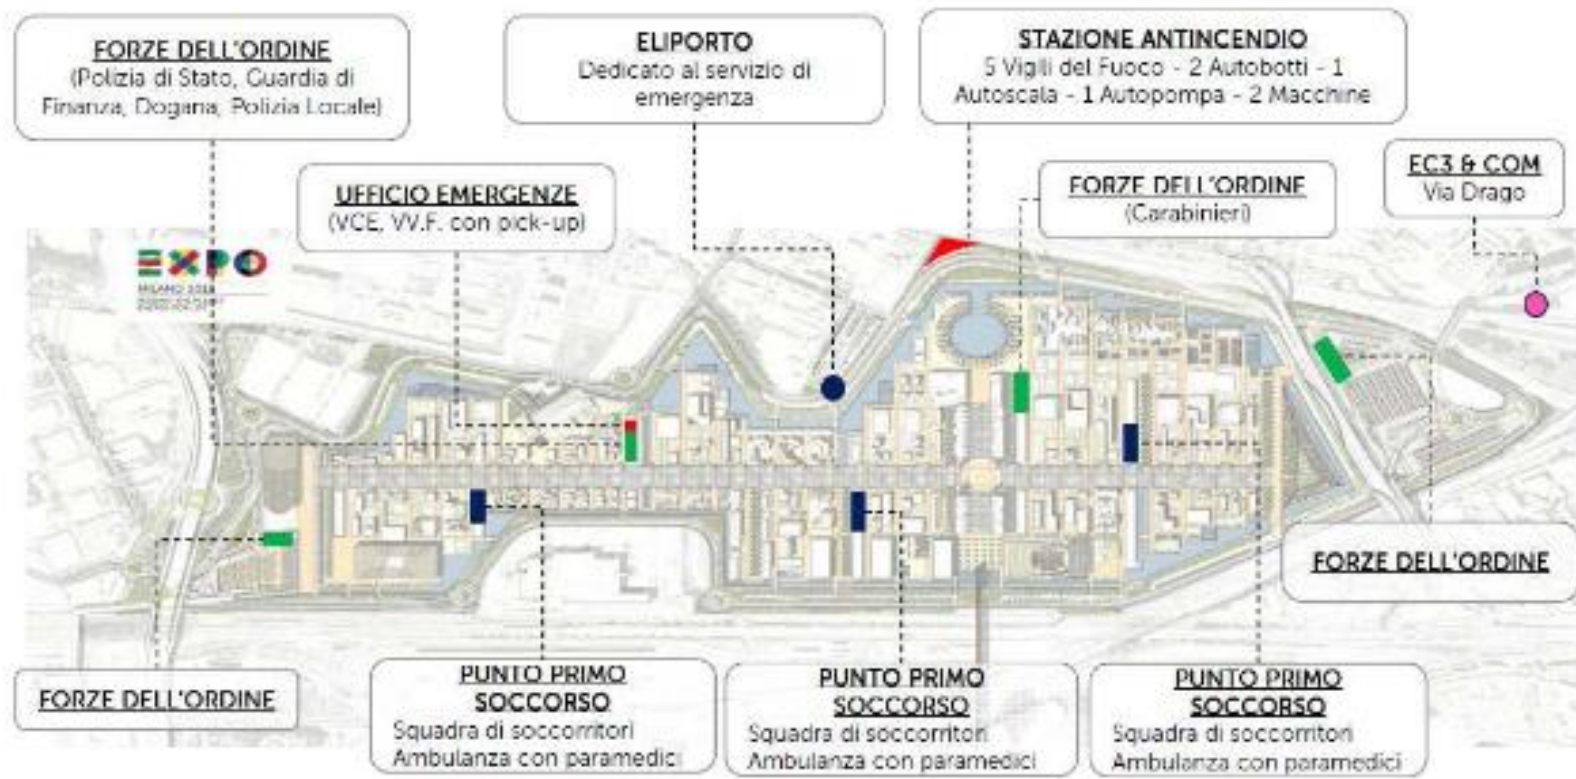 FORZE DELL'ORDINE
(Polizia di Stato, Guardia di
Finanza, Dogana, Polizia Locale)
ELIPORTO
Dedicato al servizio di
emergenza
STAZIONE ANTINCENDIO
5 Vigili del Fuoco - 2 Autobotti - 1
Autoscala - 1 Autopompa - 2 Macchine
UFFICIO EMERGENZE
(VCE, VV.F. con pick-up)
FORZE DELL'ORDINE
(Carabinieri)
EC3 & COM
Via Drago
EXPO
MILANO 2015
FORZE DELL'ORDINE
FORZE DELL'ORDINE
PUNTO PRIMO
SOCCORSO
Squadra di soccorritori
Ambulanza con paramedici
PUNTO PRIMO
SOCCORSO
Squadra di soccorritori
Ambulanza con paramedici
PUNTO PRIMO
SOCCORSO
Squadra di soccorritori
Ambulanza con paramedici